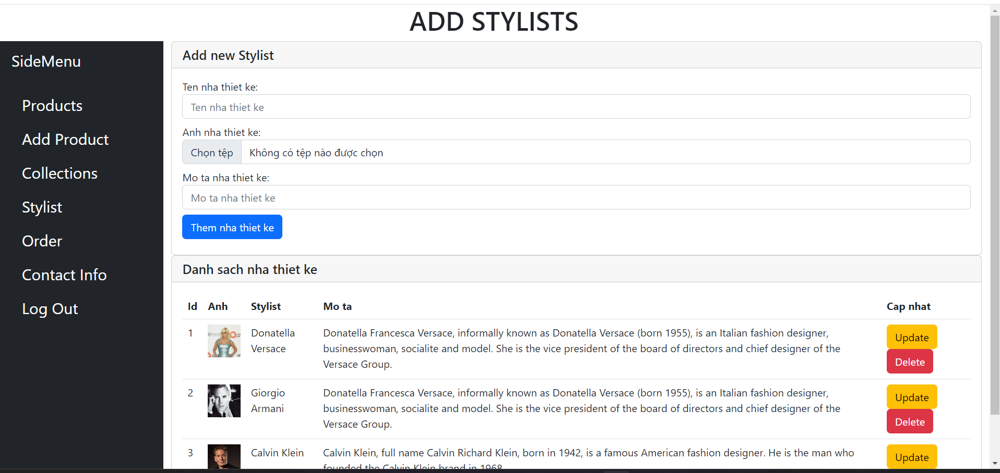 ADD STYLISTS
SideMenu
Products
Add Product
Collections
Stylist
Order
Contact Info
Log Out
Add new Stylist
Ten nha thiet ke:
Ten nha thiet ke
Anh nha thiet ke:
Chọn tệp Không có tệp nào được chọn
Mo ta nha thiet ke:
Mo ta nha thiet ke
Them nha thiet ke
Danh sach nha thiet ke
Id Anh Stylist Mo ta Cap nhat
1 Donatella Versace
Donatella Francesca Versace, informally known as Donatella Versace (born 1955), is an Italian fashion designer,
businesswoman, socialite and model. She is the vice president of the board of directors and chief designer of the
Versace Group.
Update
Delete
2 Giorgio Armani
Donatella Francesca Versace, informally known as Donatella Versace (born 1955), is an Italian fashion designer,
businesswoman, socialite and model. She is the vice president of the board of directors and chief designer of the
Versace Group.
Update
Delete
3 Calvin Klein
Calvin Klein, full name Calvin Richard Klein, born in 1942, is a famous American fashion designer. He is the man who
founded the Calvin Klein brand in 1968.
Update